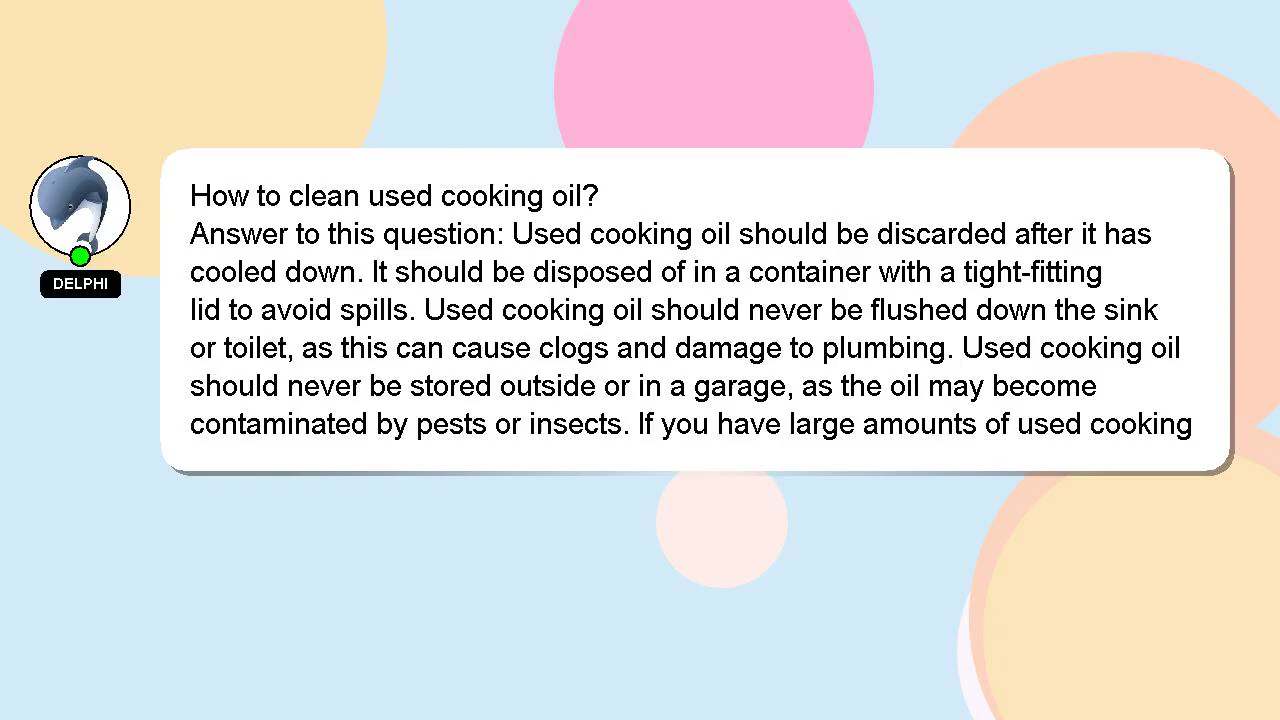 How to clean used cooking oil?
Answer to this question: Used cooking oil should be discarded after it has
cooled down. It should be disposed of in a container with a tight-fitting
lid to avoid spills. Used cooking oil should never be flushed down the sink
or toilet, as this can cause clogs and damage to plumbing. Used cooking oil
should never be stored outside or in a garage, as the oil may become
contaminated by pests or insects. If you have large amounts of used cooking
DELPHI